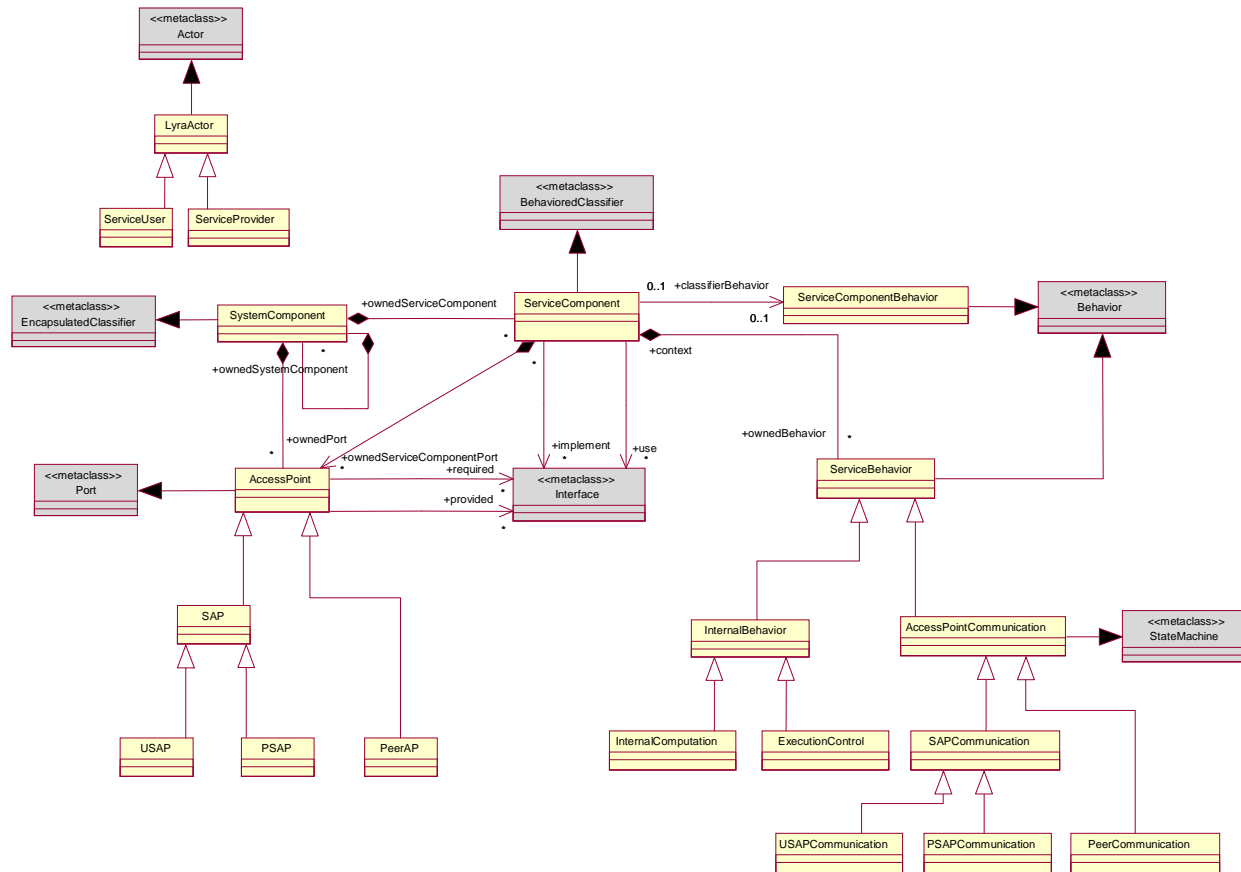 <<metaclass>>
Actor
LyraActor
ServiceUser
ServiceProvider
<<metaclass>>
BehavioredClassifier
<<metaclass>>
EncapsulatedClassifier
SystemComponent
+ownedServiceComponent
*
ServiceComponent
0..1
+classifierBehavior
0..1
ServiceComponentBehavior
<<metaclass>>
Behavior
*
+ownedSystemComponent
*
+context
+ownedPort
*
+ownedServiceComponentPort
*
+implement
*
+use
*
+ownedBehavior
*
<<metaclass>>
Port
AccessPoint
+required
*
+provided
*
<<metaclass>>
Interface
ServiceBehavior
SAP
InternalBehavior
AccessPointCommunication
<<metaclass>>
StateMachine
USAP
PSAP
PeerAP
InternalComputation
ExecutionControl
SAPCommunication
USAPCommunication
PSAPCommunication
PeerCommunication